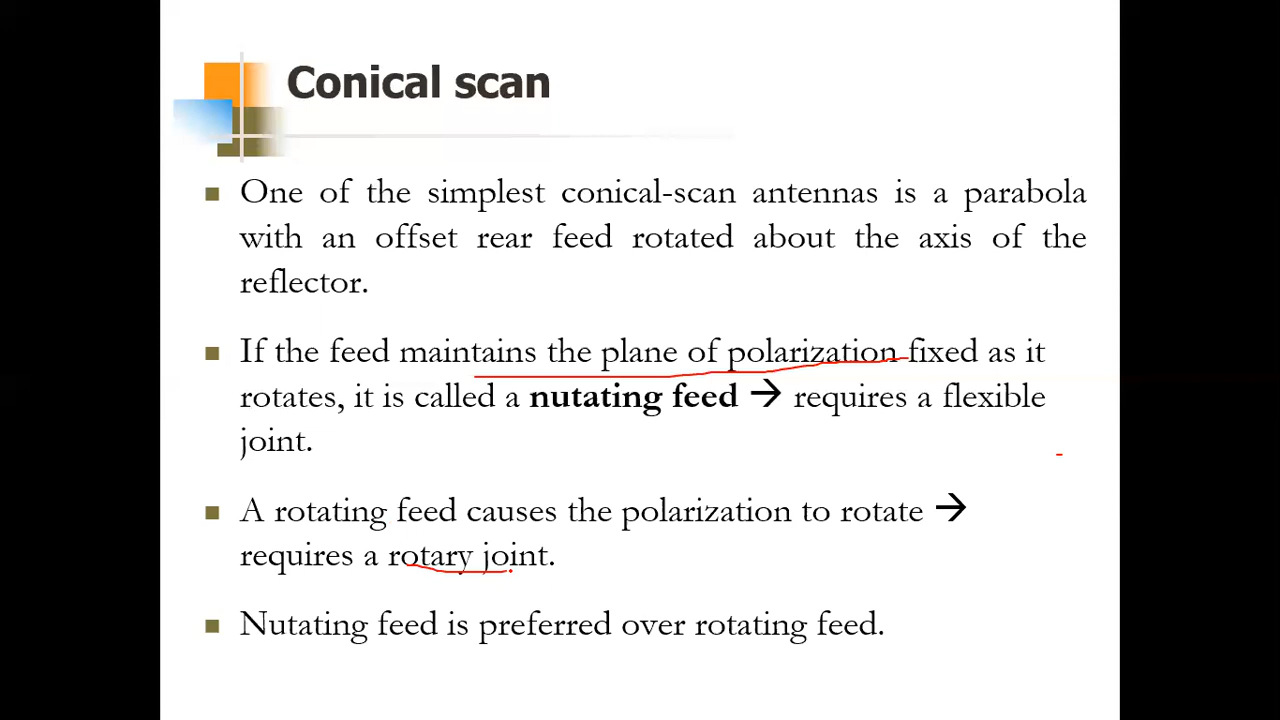 Conical scan
One of the simplest conical-scan antennas is a parabola
with an offset rear feed rotated about the axis of the
reflector.
If the feed maintains the plane of polarization fixed as it
rotates, it is called a nutating feed → requires a flexible
joint.
A rotating feed causes the polarization to rotate →
requires a rotary joint.
Nutating feed is preferred over rotating feed.